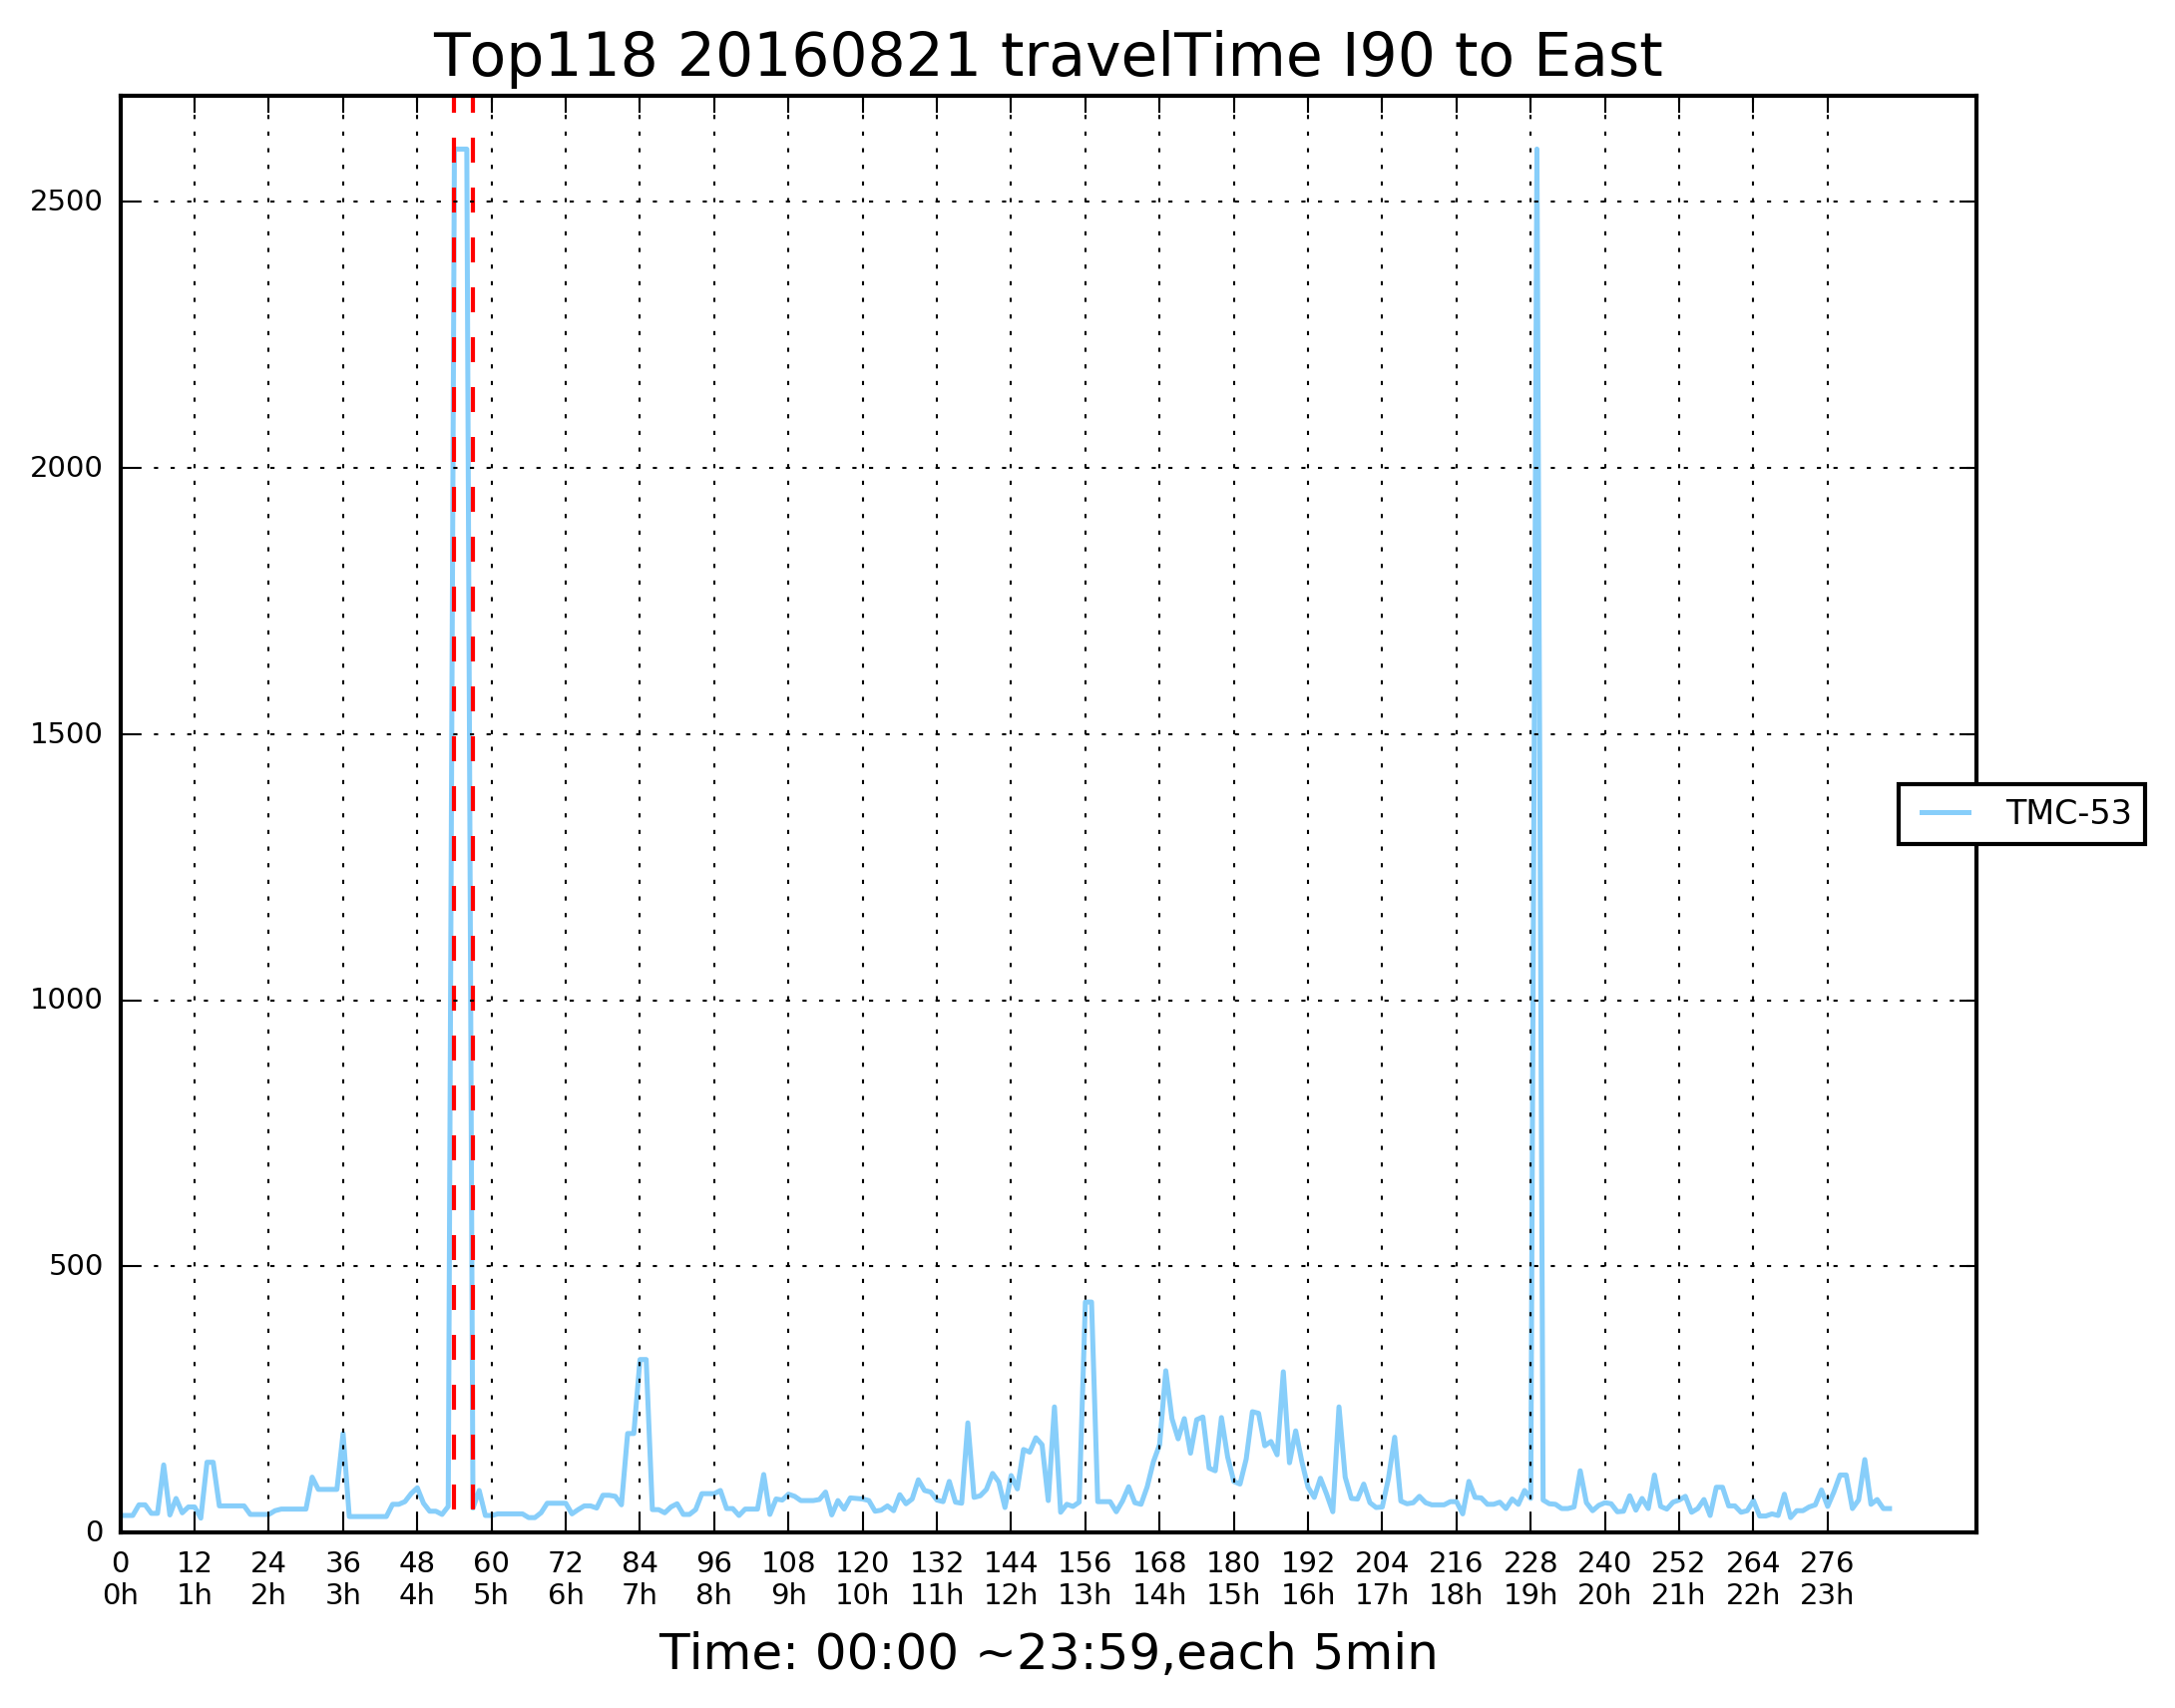 Top118 20160821 travelTime I90 to East
2500
2000
1500
1000
500
0
TMC-53
0 12 24 36 48 60 72 84 96 108 120 132 144 156 168 180 192 204 216 228 240 252 264 276
0h 1h 2h 3h 4h 5h 6h 7h 8h 9h 10h 11h 12h 13h 14h 15h 16h 17h 18h 19h 20h 21h 22h 23h
Time: 00:00 ~23:59,each 5min